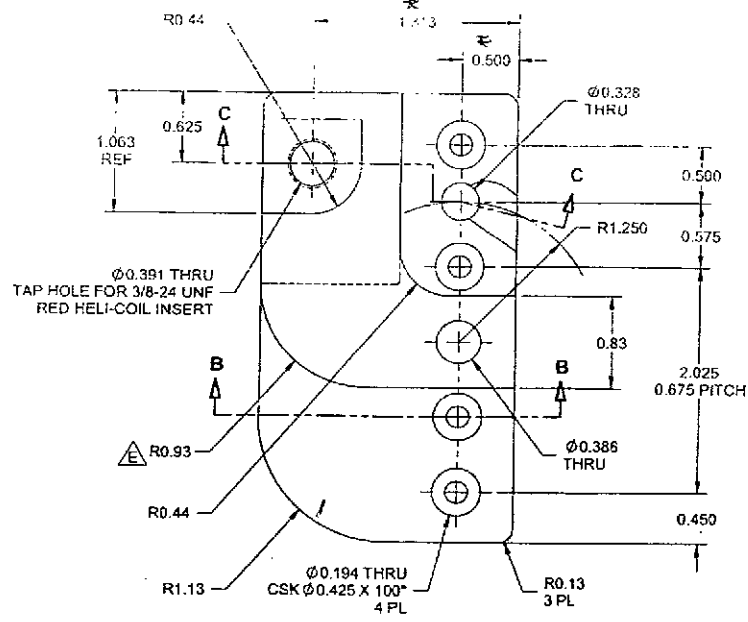 R0.44
1.313
0.500
Ø0.328
THRU
1.063
REF
0.625
C
0.500
C
R1.250
0.575
Ø0.391 THRU
TAP HOLE FOR 3/8-24 UNF
RED HELI-COIL INSERT
0.83
2.025
0.675 PITCH
B
B
E R0.93
Ø0.386
THRU
R0.44
0.450
R1.13
Ø0.194 THRU
CSK Ø0.425 X 100°
4 PL
R0.13
3 PL